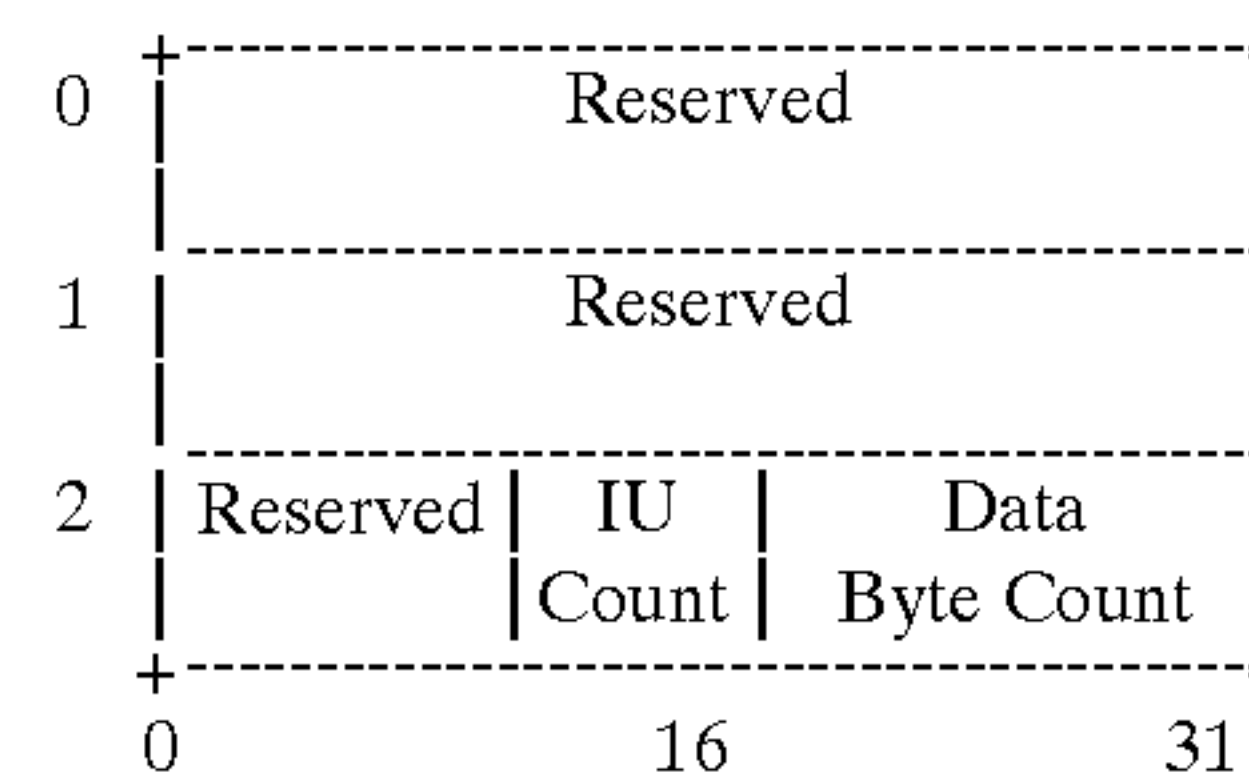 0 Reserved
1 Reserved
2 Reserved IU Data
Count Byte Count
0 16 31